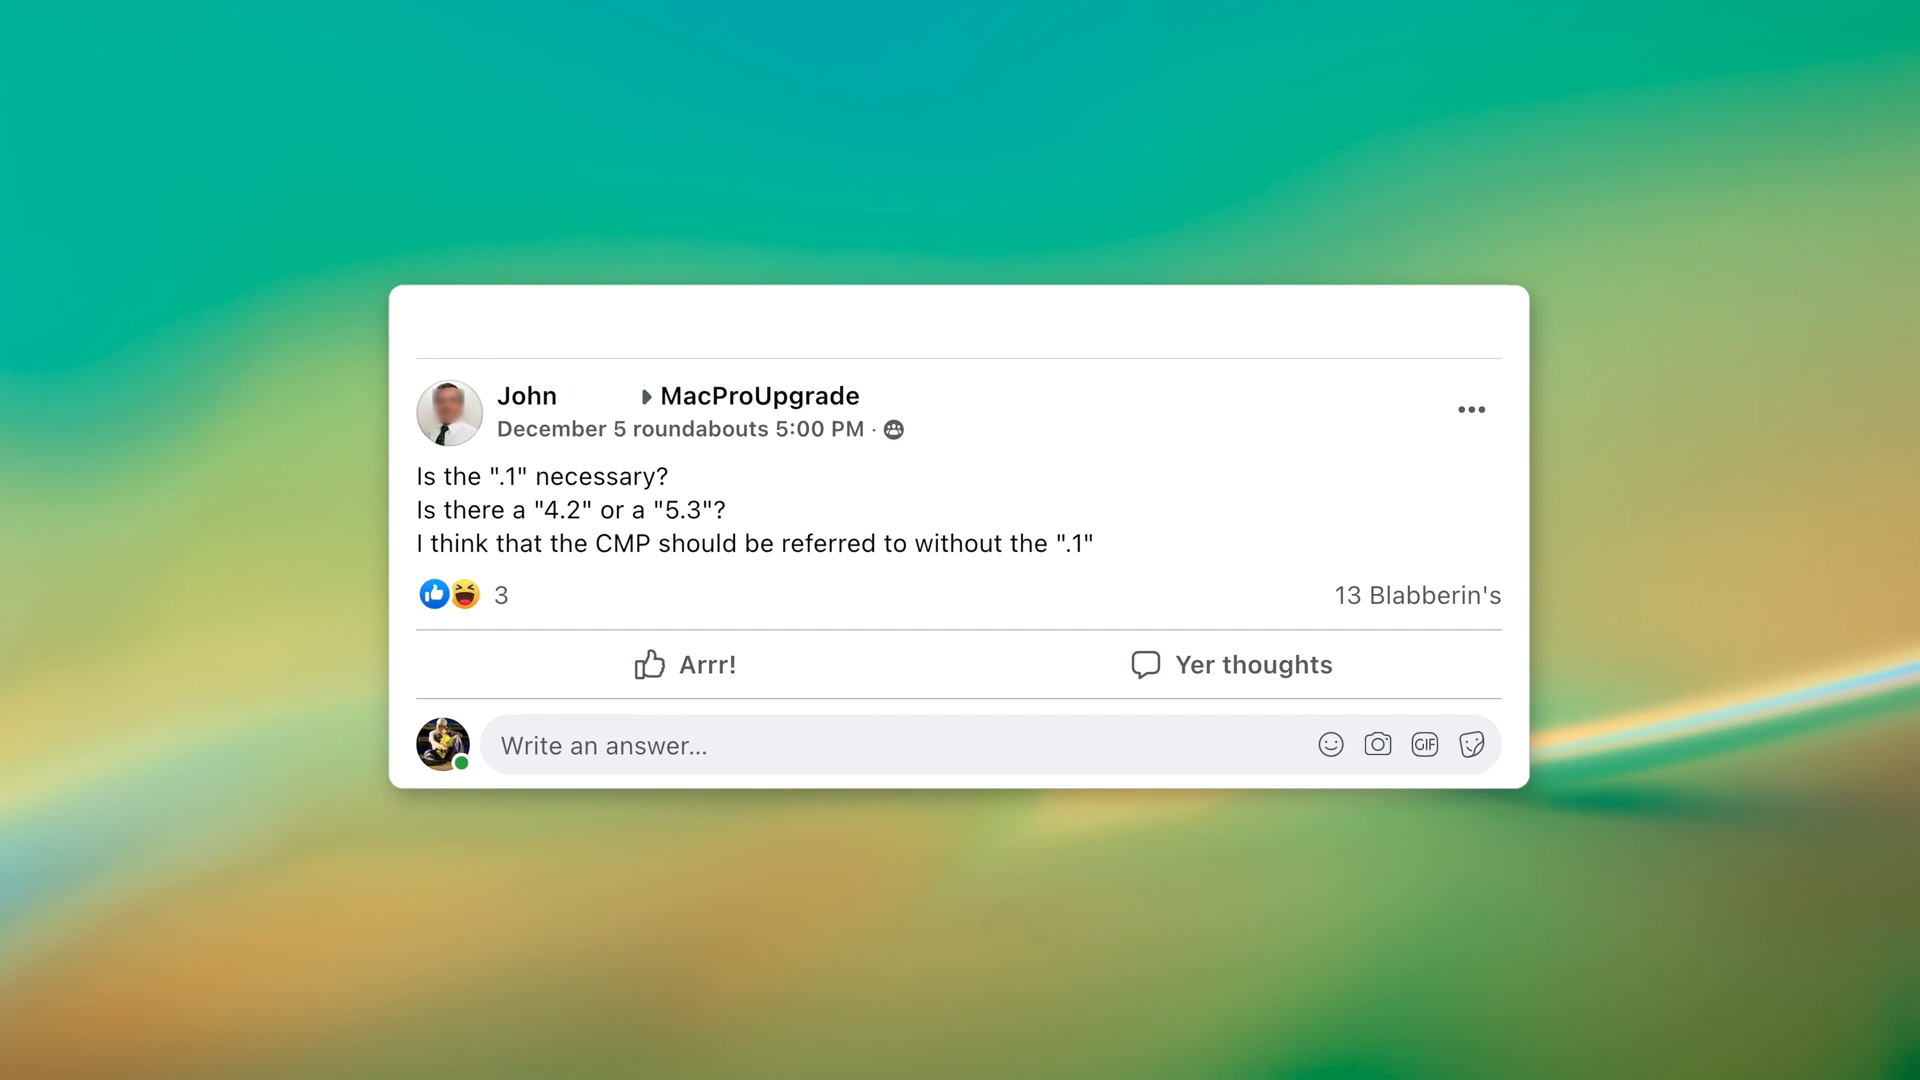 John MacProUpgrade
December 5 roundabouts 5:00 PM ·
Is the ".1" necessary?
Is there a "4.2" or a "5.3"?
I think that the CMP should be referred to without the ".1"
3 13 Blabberin's
Arrr! Yer thoughts
Write an answer...
GIF